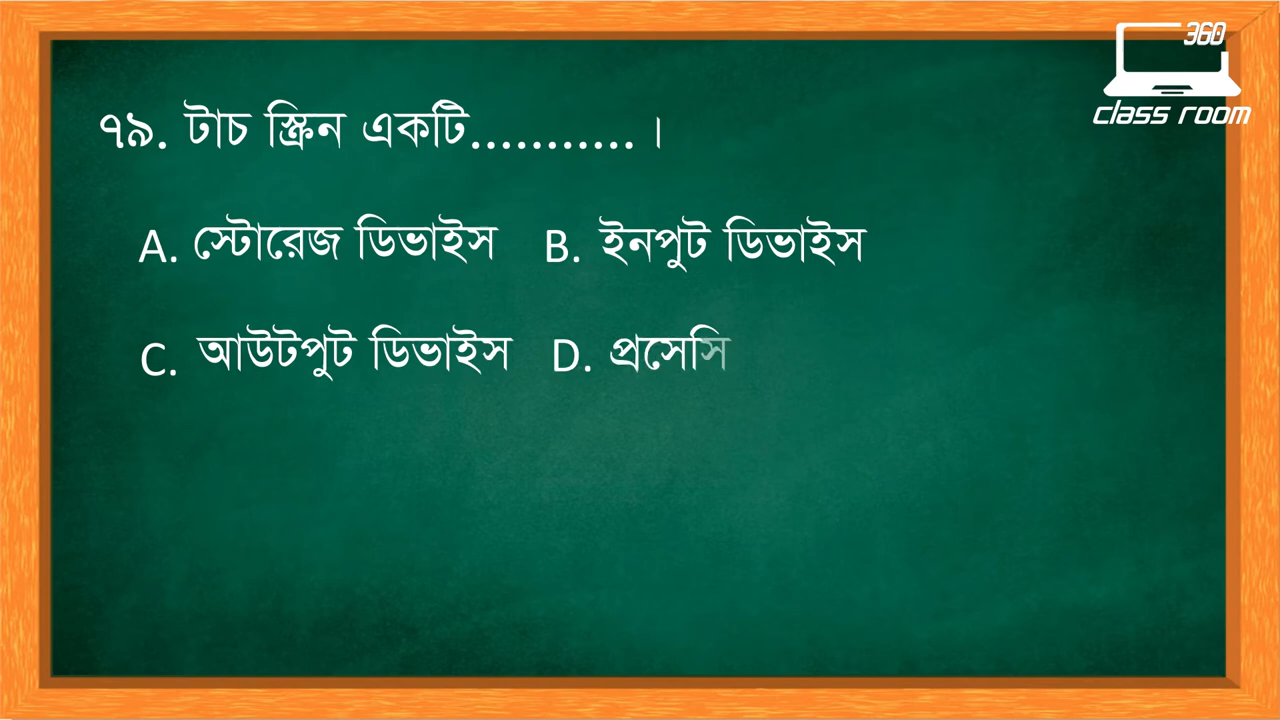 360
class room
৭৯. টাচ স্ক্রিন একটি...........।
A. স্টোরেজ ডিভাইস B. ইনপুট ডিভাইস
C. আউটপুট ডিভাইস D. প্রসেসি